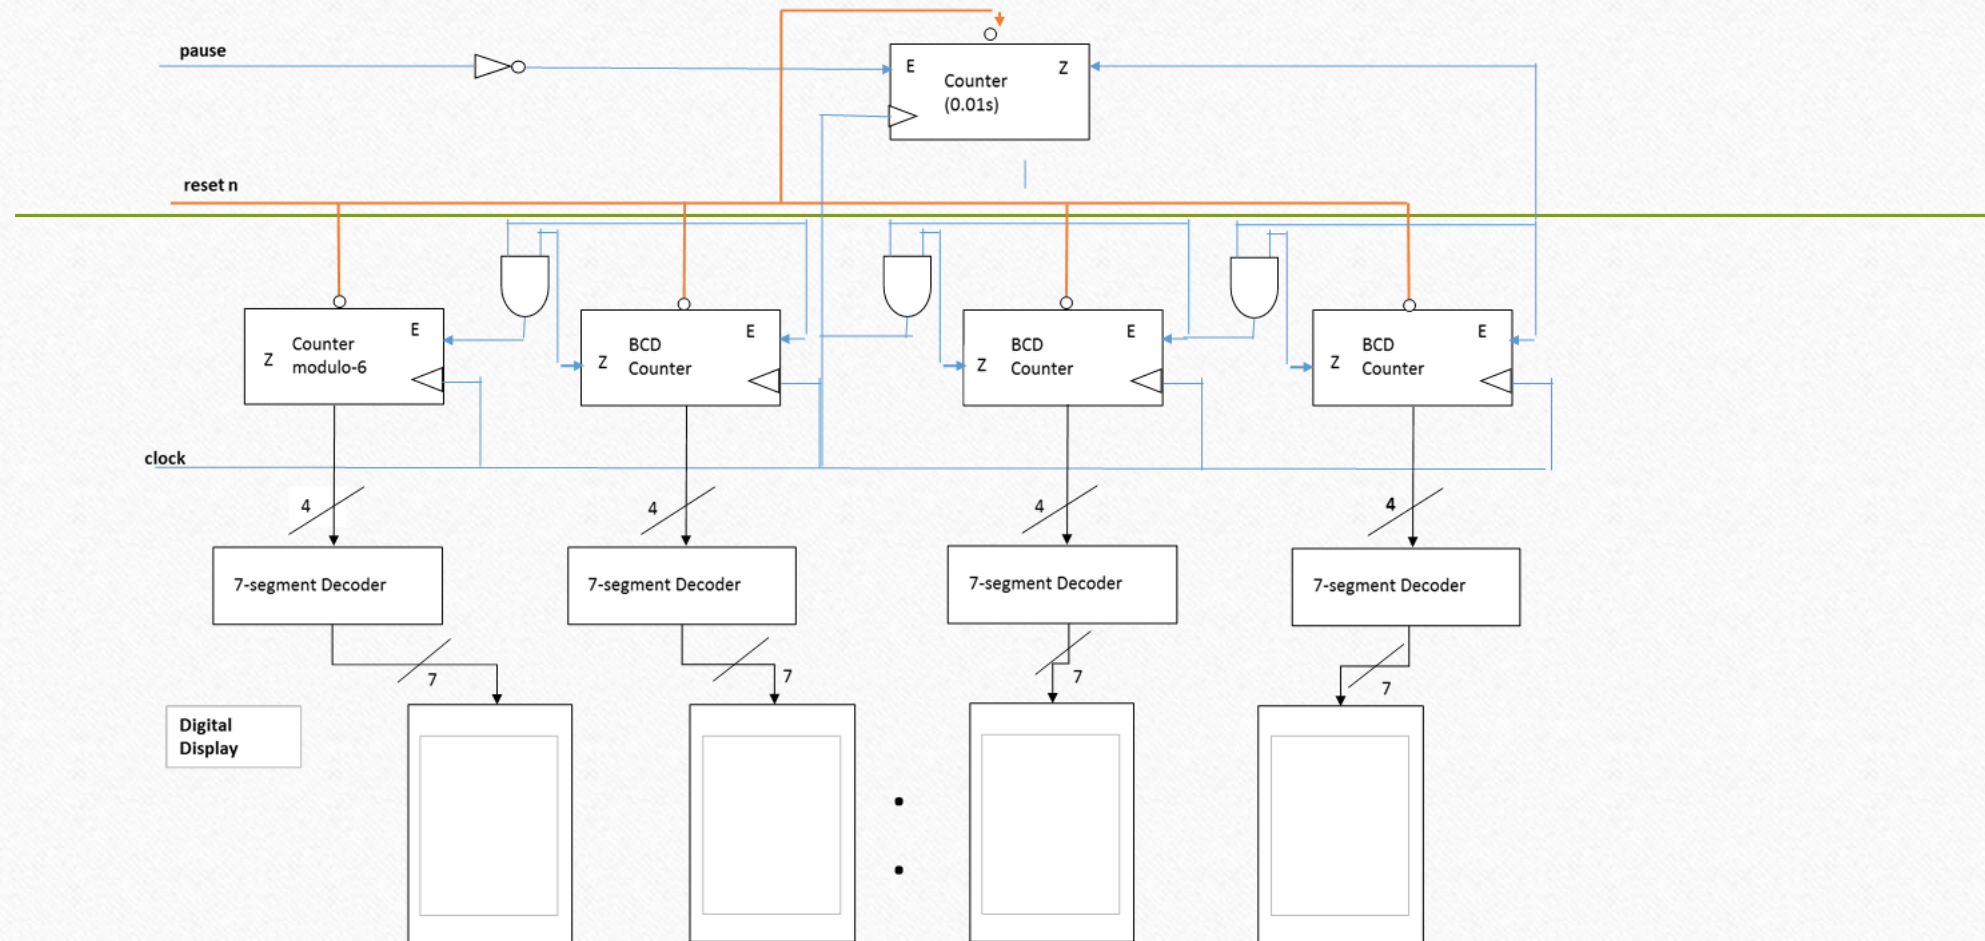 pause
E
Z
Counter
(0.01s)
reset n
E
Counter
modulo-6
Z
E
BCD
Counter
Z
E
BCD
Counter
Z
E
BCD
Counter
Z
clock
4
4
4
4
7-segment Decoder
7-segment Decoder
7-segment Decoder
7-segment Decoder
7
7
7
7
Digital
Display
: